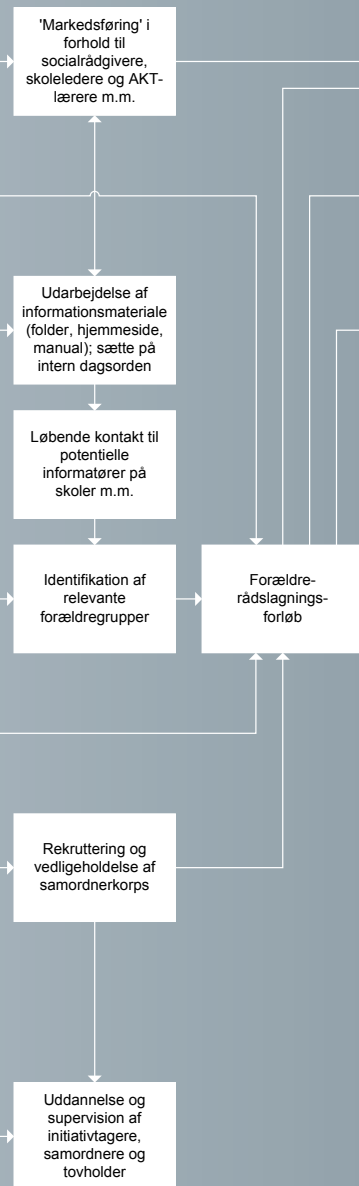 'Markedsføring' i
forhold til
socialrådgivere,
skoleledere og AKT-
lærere m.m.
Udarbejdelse af
informationsmateriale
(folder, hjemmeside,
manual); sætte på
intern dagsorden
Løbende kontakt til
potentielle
informatører på
skoler m.m.
Identifikation af
relevante
forældregrupper
Forældre-
rådslagnings-
forløb
Rekruttering og
vedligeholdelse af
samordnerkorps
Uddannelse og
supervision af
initiativtagere,
samordnere og
tovholder